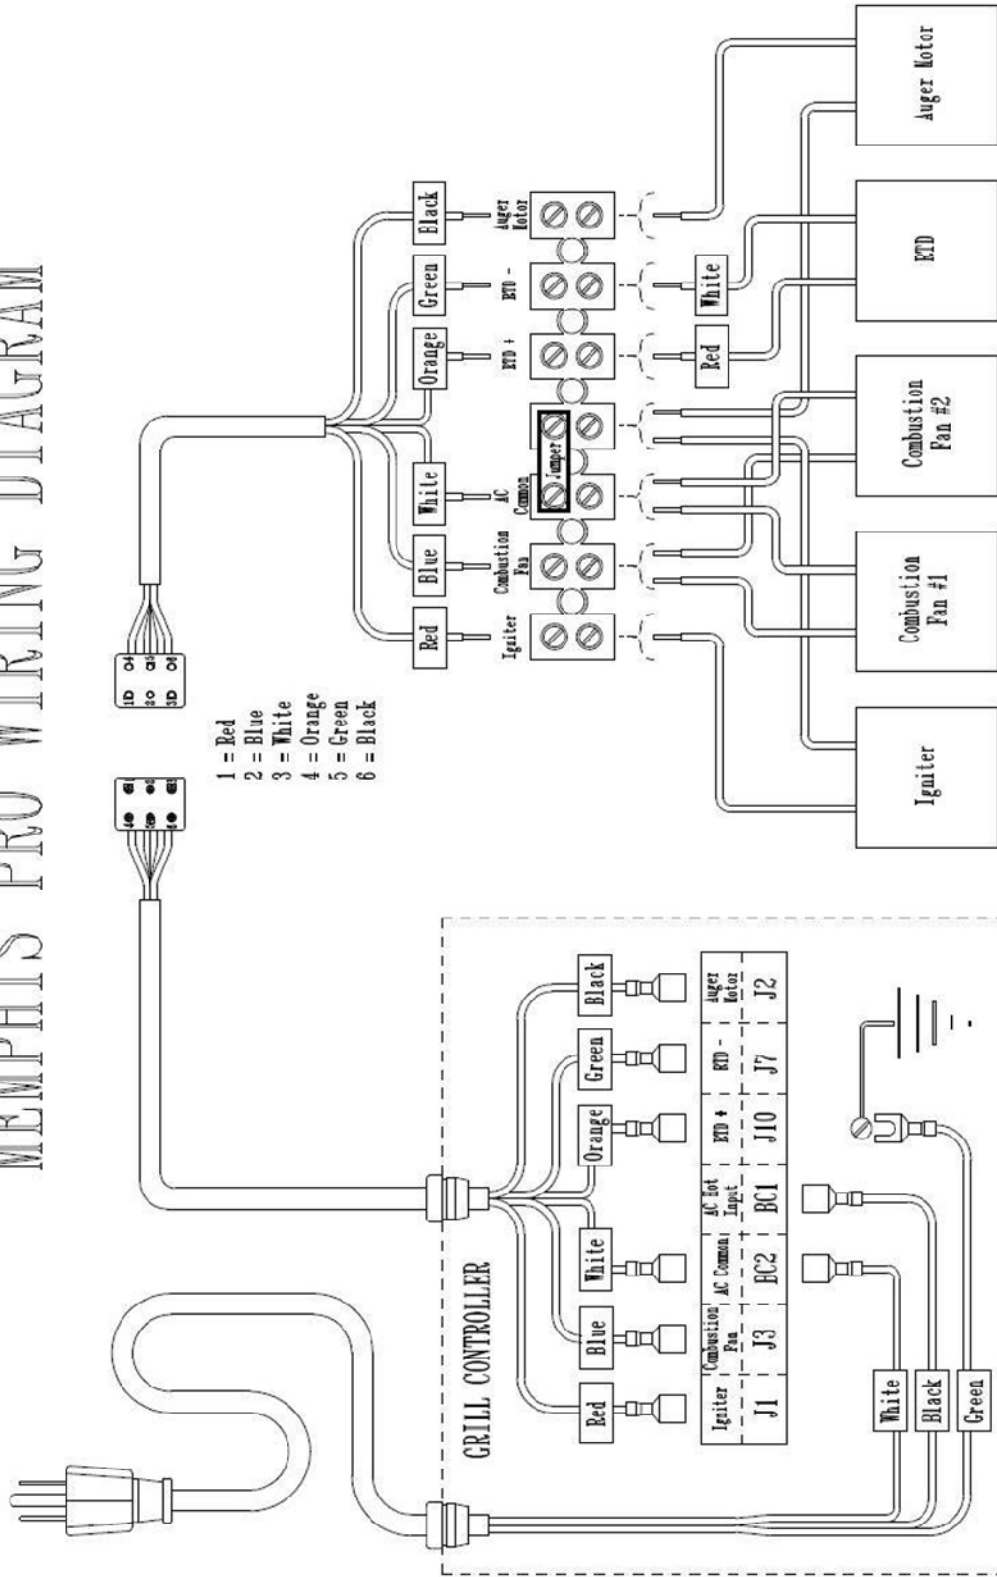 MEMPHIS PRO WIRING DIAGRAM
1 = Red
2 = Blue
3 = White
4 = Orange
5 = Green
6 = Black
Red
Blue
White
Orange
Green
Black
Igniter
Combustion
Fan
AC
Common
RTD +
RTD -
Auger
Motor
Jumper
Red
White
Igniter
Combustion
Fan #1
Combustion
Fan #2
RTD
Auger Motor
GRILL CONTROLLER
Red
Blue
White
Orange
Green
Black
Igniter
Combustion
Fan
AC Common
AC Hot
Input
RTD +
RTD -
Auger
Motor
J1
J3
BC2
BC1
J10
J7
J2
White
Black
Green